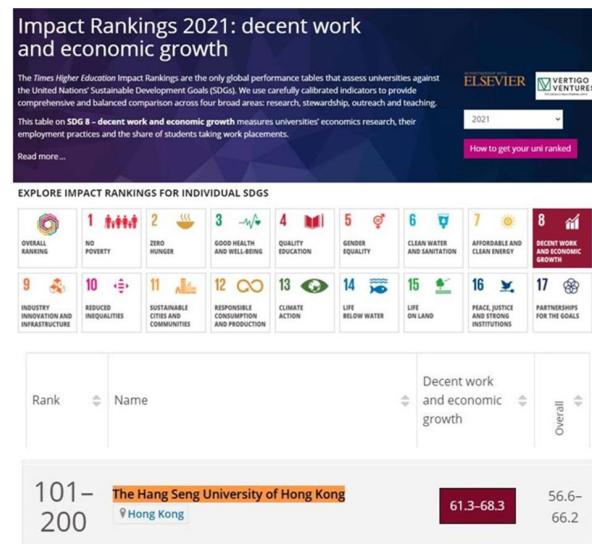 Impact Rankings 2021: decent work
and economic growth
The Times Higher Education Impact Rankings are the only global performance tables that assess universities against
the United Nations' Sustainable Development Goals (SDGs). We use carefully calibrated indicators to provide
comprehensive and balanced comparison across four broad areas: research, stewardship, outreach and teaching.
This table on SDG 8 – decent work and economic growth measures universities' economics research, their
employment practices and the share of students taking work placements.
Read more...
ELSEVIER
VERTIGO
VENTURES
2021
How to get your uni ranked
EXPLORE IMPACT RANKINGS FOR INDIVIDUAL SDGS
OVERALL
RANKING
1
NO
POVERTY
2
ZERO
HUNGER
3
GOOD HEALTH
AND WELL-BEING
4
QUALITY
EDUCATION
5
GENDER
EQUALITY
6
CLEAN WATER
AND SANITATION
7
AFFORDABLE AND
CLEAN ENERGY
8
DECENT WORK
AND ECONOMIC
GROWTH
9
INDUSTRY
INNOVATION AND
INFRASTRUCTURE
10
REDUCED
INEQUALITIES
11
SUSTAINABLE
CITIES AND
COMMUNITIES
12
RESPONSIBLE
CONSUMPTION
AND PRODUCTION
13
CLIMATE
ACTION
14
LIFE
BELOW WATER
15
LIFE
ON LAND
16
PEACE, JUSTICE
AND STRONG
INSTITUTIONS
17
PARTNERSHIPS
FOR THE GOALS
Rank
Name
Decent work
and economic
growth
Overall
101–
200
The Hang Seng University of Hong Kong
Hong Kong
61.3–68.3
56.6–
66.2